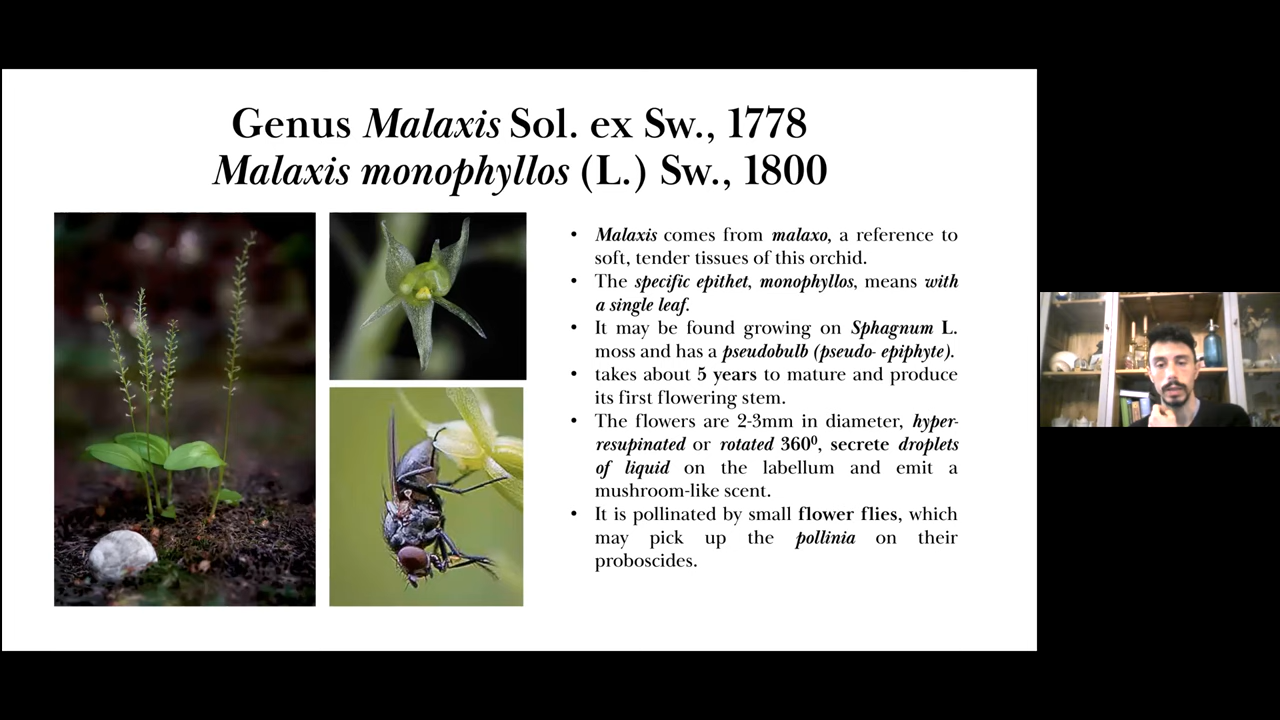 Genus Malaxis Sol. ex Sw., 1778
Malaxis monophyllos (L.) Sw., 1800
• Malaxis comes from malaxo, a reference to
soft, tender tissues of this orchid.
• The specific epithet, monophyllos, means with
a single leaf.
• It may be found growing on Sphagnum L.
moss and has a pseudobulb (pseudo- epiphyte).
• takes about 5 years to mature and produce
its first flowering stem.
• The flowers are 2-3mm in diameter, hyper-
resupinated or rotated 360⁰, secrete droplets
of liquid on the labellum and emit a
mushroom-like scent.
• It is pollinated by small flower flies, which
may pick up the pollinia on their
proboscides.